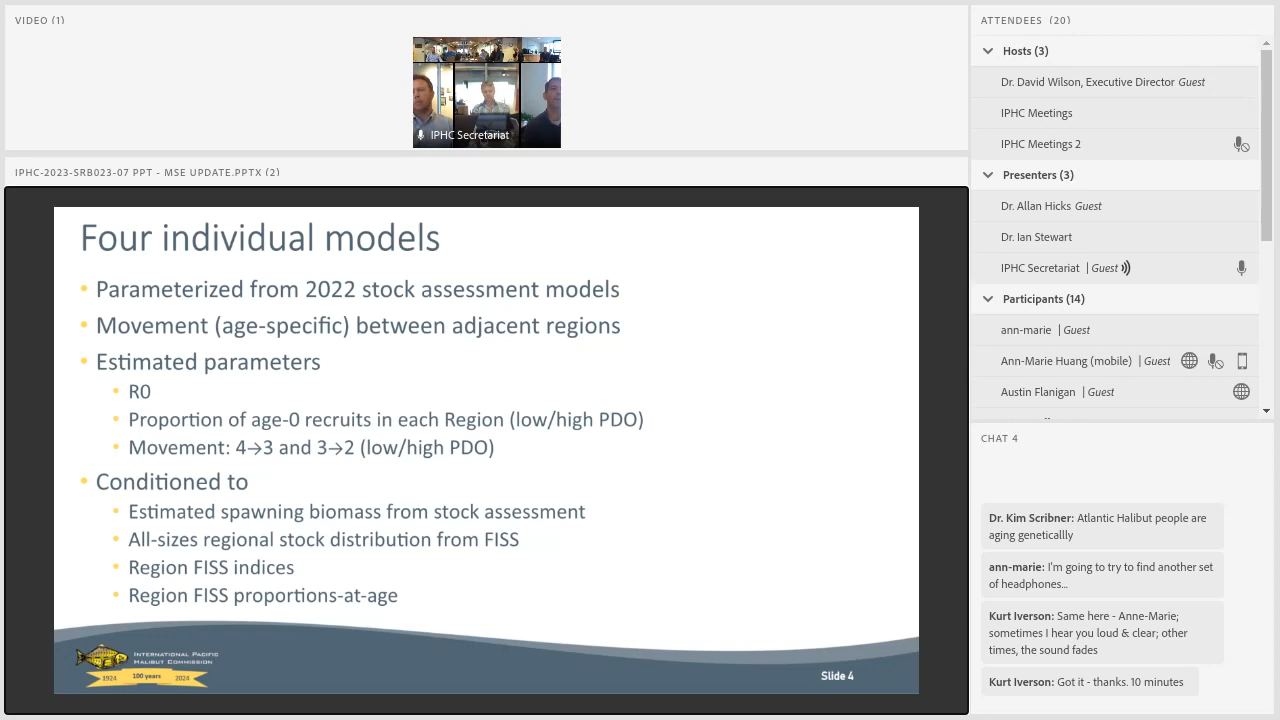 VIDEO (1)
IPHC Secretariat
IPHC-2023-SRB023-07 PPT - MSE UPDATE.PPTX (2)
Four individual models
• Parameterized from 2022 stock assessment models
• Movement (age-specific) between adjacent regions
• Estimated parameters
• R0
• Proportion of age-0 recruits in each Region (low/high PDO)
• Movement: 4→3 and 3→2 (low/high PDO)
• Conditioned to
• Estimated spawning biomass from stock assessment
• All-sizes regional stock distribution from FISS
• Region FISS indices
• Region FISS proportions-at-age
INTERNATIONAL PACIFIC
HALIBUT COMMISSION
1924 100 years 2024
Slide 4
ATTENDEES (20)
Hosts (3)
Dr. David Wilson, Executive Director Guest
IPHC Meetings
IPHC Meetings 2
Presenters (3)
Dr. Allan Hicks Guest
Dr. Ian Stewart
IPHC Secretariat | Guest
Participants (14)
ann-marie | Guest
Ann-Marie Huang (mobile) | Guest
Austin Flanigan | Guest
CHAT 4
Dr. Kim Scribner: Atlantic Halibut people are
aging geneticallly
ann-marie: I'm going to try to find another set
of headphones...
Kurt Iverson: Same here - Anne-Marie;
sometimes I hear you loud & clear; other
times, the sound fades
Kurt Iverson: Got it - thanks. 10 minutes